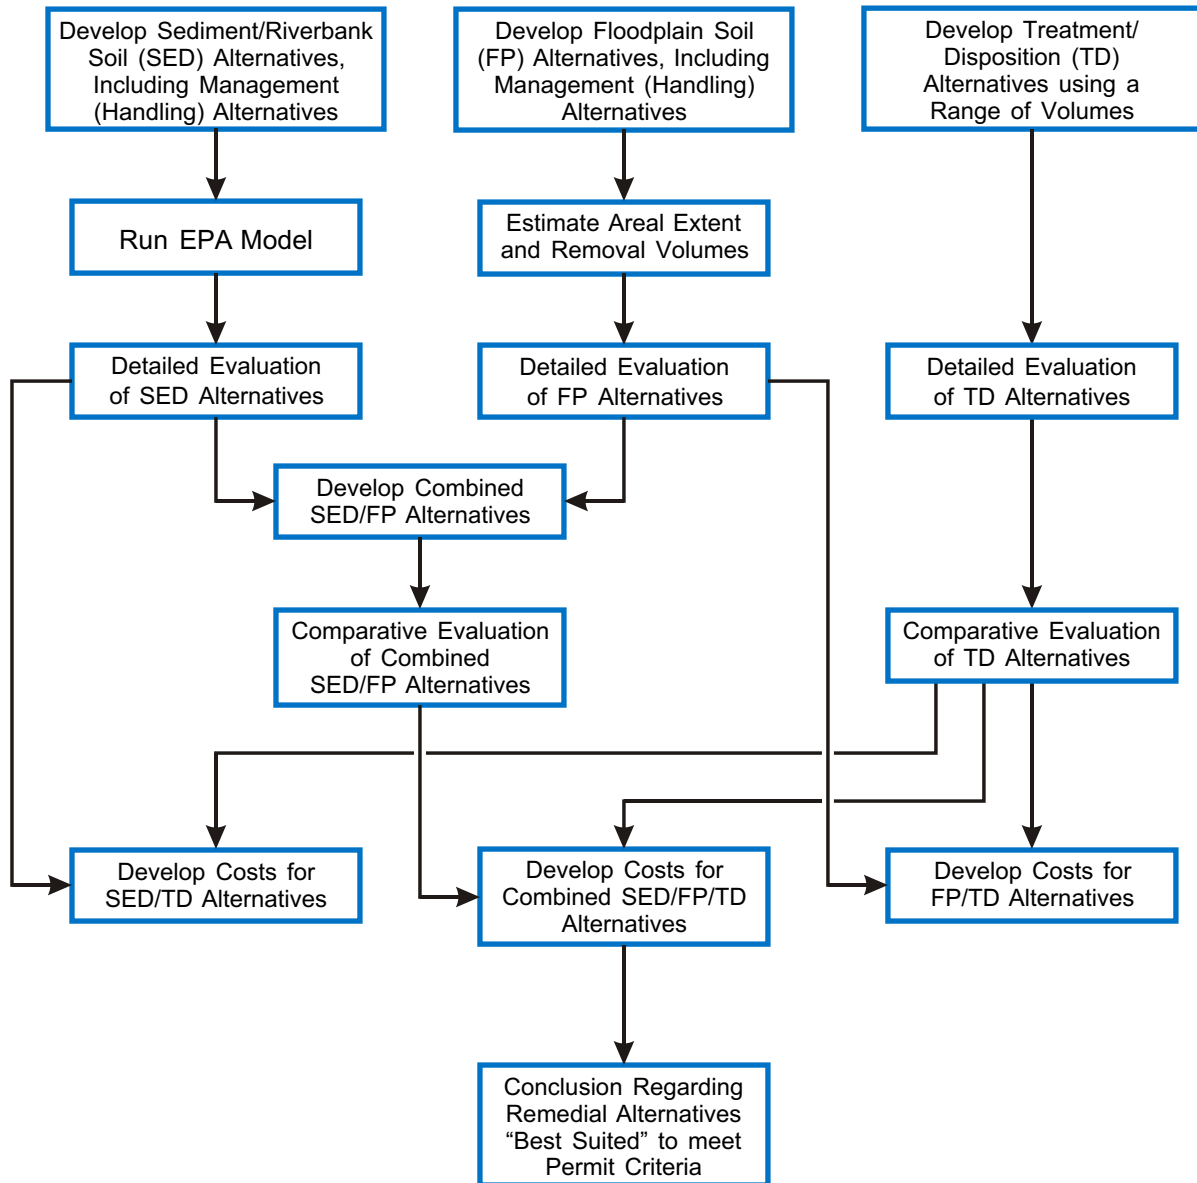 Develop Sediment/Riverbank
Soil (SED) Alternatives,
Including Management
(Handling) Alternatives
Develop Floodplain Soil
(FP) Alternatives, Including
Management (Handling)
Alternatives
Develop Treatment/
Disposition (TD)
Alternatives using a
Range of Volumes
Run EPA Model
Estimate Areal Extent
and Removal Volumes
Detailed Evaluation
of SED Alternatives
Detailed Evaluation
of FP Alternatives
Detailed Evaluation
of TD Alternatives
Develop Combined
SED/FP Alternatives
Comparative Evaluation
of Combined
SED/FP Alternatives
Comparative Evaluation
of TD Alternatives
Develop Costs for
SED/TD Alternatives
Develop Costs for
Combined SED/FP/TD
Alternatives
Develop Costs for
FP/TD Alternatives
Conclusion Regarding
Remedial Alternatives
“Best Suited” to meet
Permit Criteria